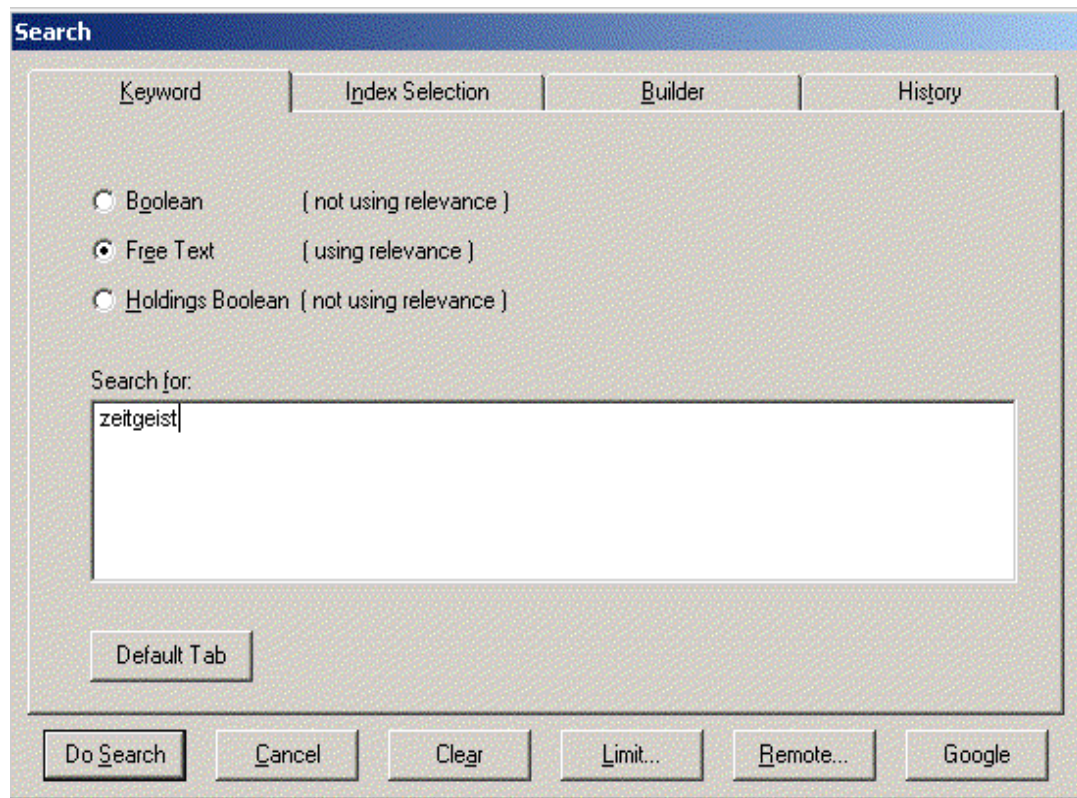 Search
Keyword Index Selection Builder History
Boolean ( not using relevance )
Free Text ( using relevance )
Holdings Boolean ( not using relevance )
Search for:
zeitgeist
Default Tab
Do Search Cancel Clear Limit... Remote... Google